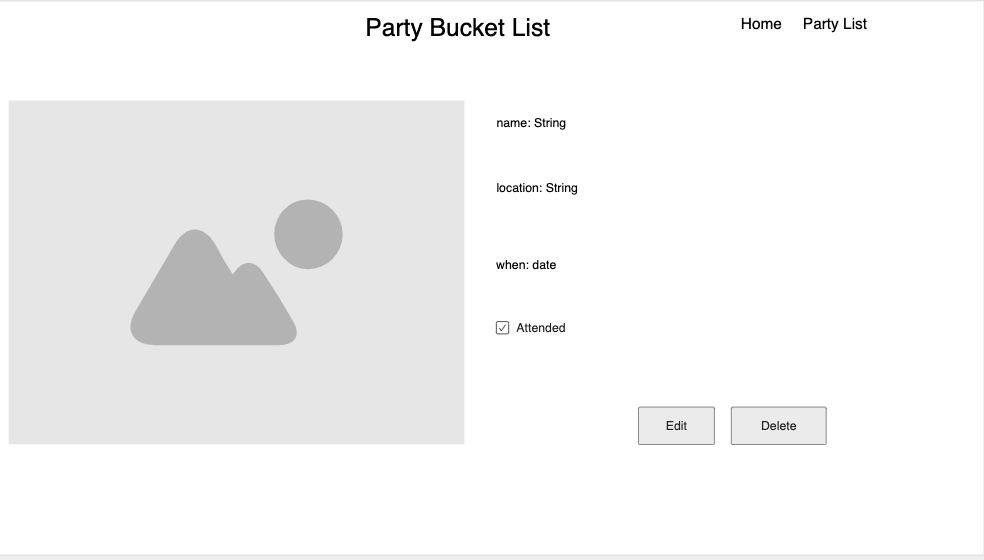 Party Bucket List
Home Party List
name: String
location: String
when: date
Attended
Edit Delete